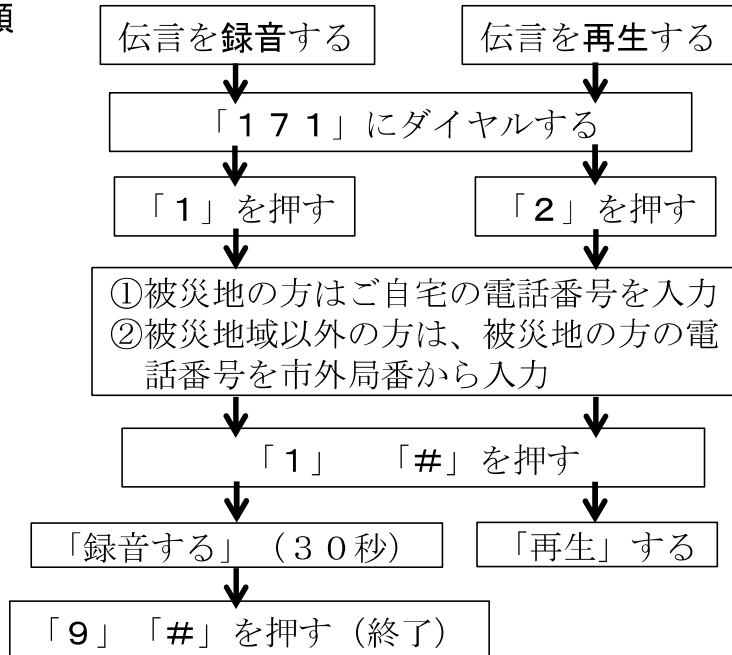 順
伝言を録音する
伝言を再生する
「１７１」にダイヤルする
「１」を押す
「２」を押す
①被災地の方はご自宅の電話番号を入力
②被災地域以外の方は、被災地の方の電
話番号を市外局番から入力
「１」　「＃」を押す
「録音する」（３０秒）
「再生」する
「９」「＃」を押す（終了）